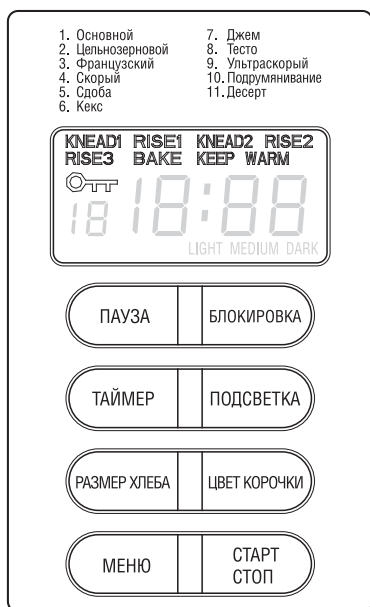 1. Основной
2. Цельнозерновой
3. Французский
4. Скорый
5. Сдоба
6. Кекс
7. Джем
8. Тесто
9. Ультраскорый
10. Подрумянивание
11. Десерт
KNEAD1 RISE1 KNEAD2 RISE2
RISE3 BAKE KEEP WARM
18 18:88
LIGHT MEDIUM DARK
ПАУЗА
БЛОКИРОВКА
ТАЙМЕР
ПОДСВЕТКА
РАЗМЕР ХЛЕБА
ЦВЕТ КОРОЧКИ
МЕНЮ
СТАРТ
СТОП